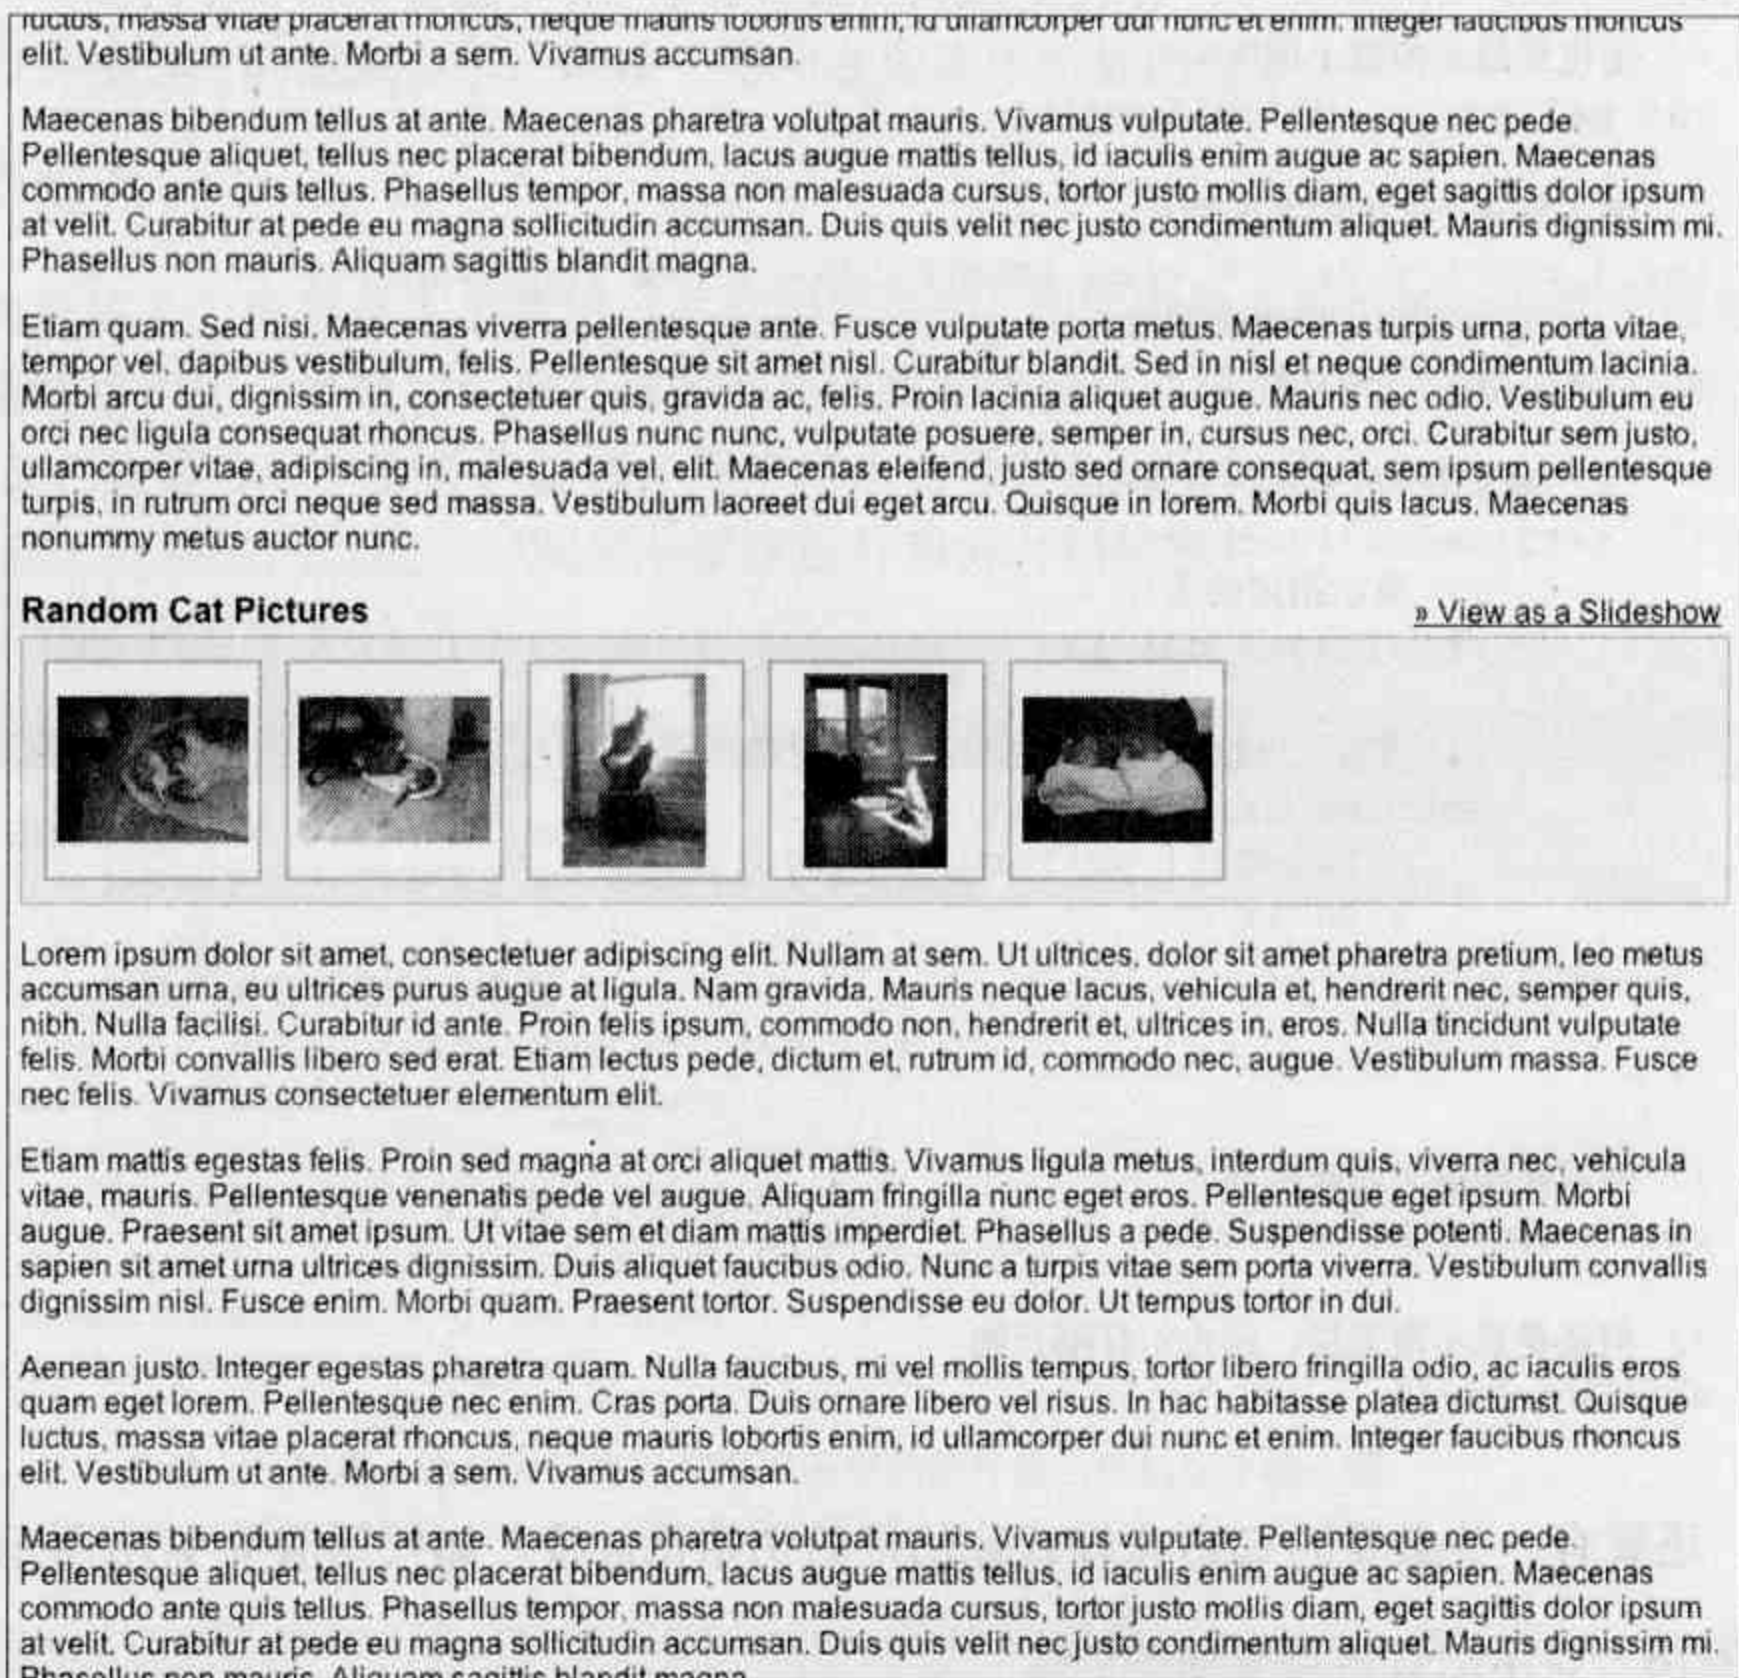 luctus, massa vitae placerat rhoncus, neque mauris lobortis enim, id ullamcorper dui nunc et enim. Integer faucibus rhoncus
elit. Vestibulum ut ante. Morbi a sem. Vivamus accumsan.
Maecenas bibendum tellus at ante. Maecenas pharetra volutpat mauris. Vivamus vulputate. Pellentesque nec pede.
Pellentesque aliquet, tellus nec placerat bibendum, lacus augue mattis tellus, id iaculis enim augue ac sapien. Maecenas
commodo ante quis tellus. Phasellus tempor, massa non malesuada cursus, tortor justo mollis diam, eget sagittis dolor ipsum
at velit. Curabitur at pede eu magna sollicitudin accumsan. Duis quis velit nec justo condimentum aliquet. Mauris dignissim mi.
Phasellus non mauris. Aliquam sagittis blandit magna.
Etiam quam. Sed nisi. Maecenas viverra pellentesque ante. Fusce vulputate porta metus. Maecenas turpis urna, porta vitae,
tempor vel, dapibus vestibulum, felis. Pellentesque sit amet nisl. Curabitur blandit. Sed in nisl et neque condimentum lacinia.
Morbi arcu dui, dignissim in, consectetuer quis, gravida ac, felis. Proin lacinia aliquet augue. Mauris nec odio. Vestibulum eu
orci nec ligula consequat rhoncus. Phasellus nunc nunc, vulputate posuere, semper in, cursus nec, orci. Curabitur sem justo,
ullamcorper vitae, adipiscing in, malesuada vel, elit. Maecenas eleifend, justo sed ornare consequat, sem ipsum pellentesque
turpis, in rutrum orci neque sed massa. Vestibulum laoreet dui eget arcu. Quisque in lorem. Morbi quis lacus. Maecenas
nonummy metus auctor nunc.
Random Cat Pictures » View as a Slideshow
Lorem ipsum dolor sit amet, consectetuer adipiscing elit. Nullam at sem. Ut ultrices, dolor sit amet pharetra pretium, leo metus
accumsan urna, eu ultrices purus augue at ligula. Nam gravida. Mauris neque lacus, vehicula et, hendrerit nec, semper quis,
nibh. Nulla facilisi. Curabitur id ante. Proin felis ipsum, commodo non, hendrerit et, ultrices in, eros. Nulla tincidunt vulputate
felis. Morbi convallis libero sed erat. Etiam lectus pede, dictum et, rutrum id, commodo nec, augue. Vestibulum massa. Fusce
nec felis. Vivamus consectetuer elementum elit.
Etiam mattis egestas felis. Proin sed magna at orci aliquet mattis. Vivamus ligula metus, interdum quis, viverra nec, vehicula
vitae, mauris. Pellentesque venenatis pede vel augue. Aliquam fringilla nunc eget eros. Pellentesque eget ipsum. Morbi
augue. Praesent sit amet ipsum. Ut vitae sem et diam mattis imperdiet. Phasellus a pede. Suspendisse potenti. Maecenas in
sapien sit amet urna ultrices dignissim. Duis aliquet faucibus odio. Nunc a turpis vitae sem porta viverra. Vestibulum convallis
dignissim nisl. Fusce enim. Morbi quam. Praesent tortor. Suspendisse eu dolor. Ut tempus tortor in dui.
Aenean justo. Integer egestas pharetra quam. Nulla faucibus, mi vel mollis tempus, tortor libero fringilla odio, ac iaculis eros
quam eget lorem. Pellentesque nec enim. Cras porta. Duis ornare libero vel risus. In hac habitasse platea dictumst. Quisque
luctus, massa vitae placerat rhoncus, neque mauris lobortis enim, id ullamcorper dui nunc et enim. Integer faucibus rhoncus
elit. Vestibulum ut ante. Morbi a sem. Vivamus accumsan.
Maecenas bibendum tellus at ante. Maecenas pharetra volutpat mauris. Vivamus vulputate. Pellentesque nec pede.
Pellentesque aliquet, tellus nec placerat bibendum, lacus augue mattis tellus, id iaculis enim augue ac sapien. Maecenas
commodo ante quis tellus. Phasellus tempor, massa non malesuada cursus, tortor justo mollis diam, eget sagittis dolor ipsum
at velit. Curabitur at pede eu magna sollicitudin accumsan. Duis quis velit nec justo condimentum aliquet. Mauris dignissim mi.
Phasellus non mauris. Aliquam sagittis blandit magna.